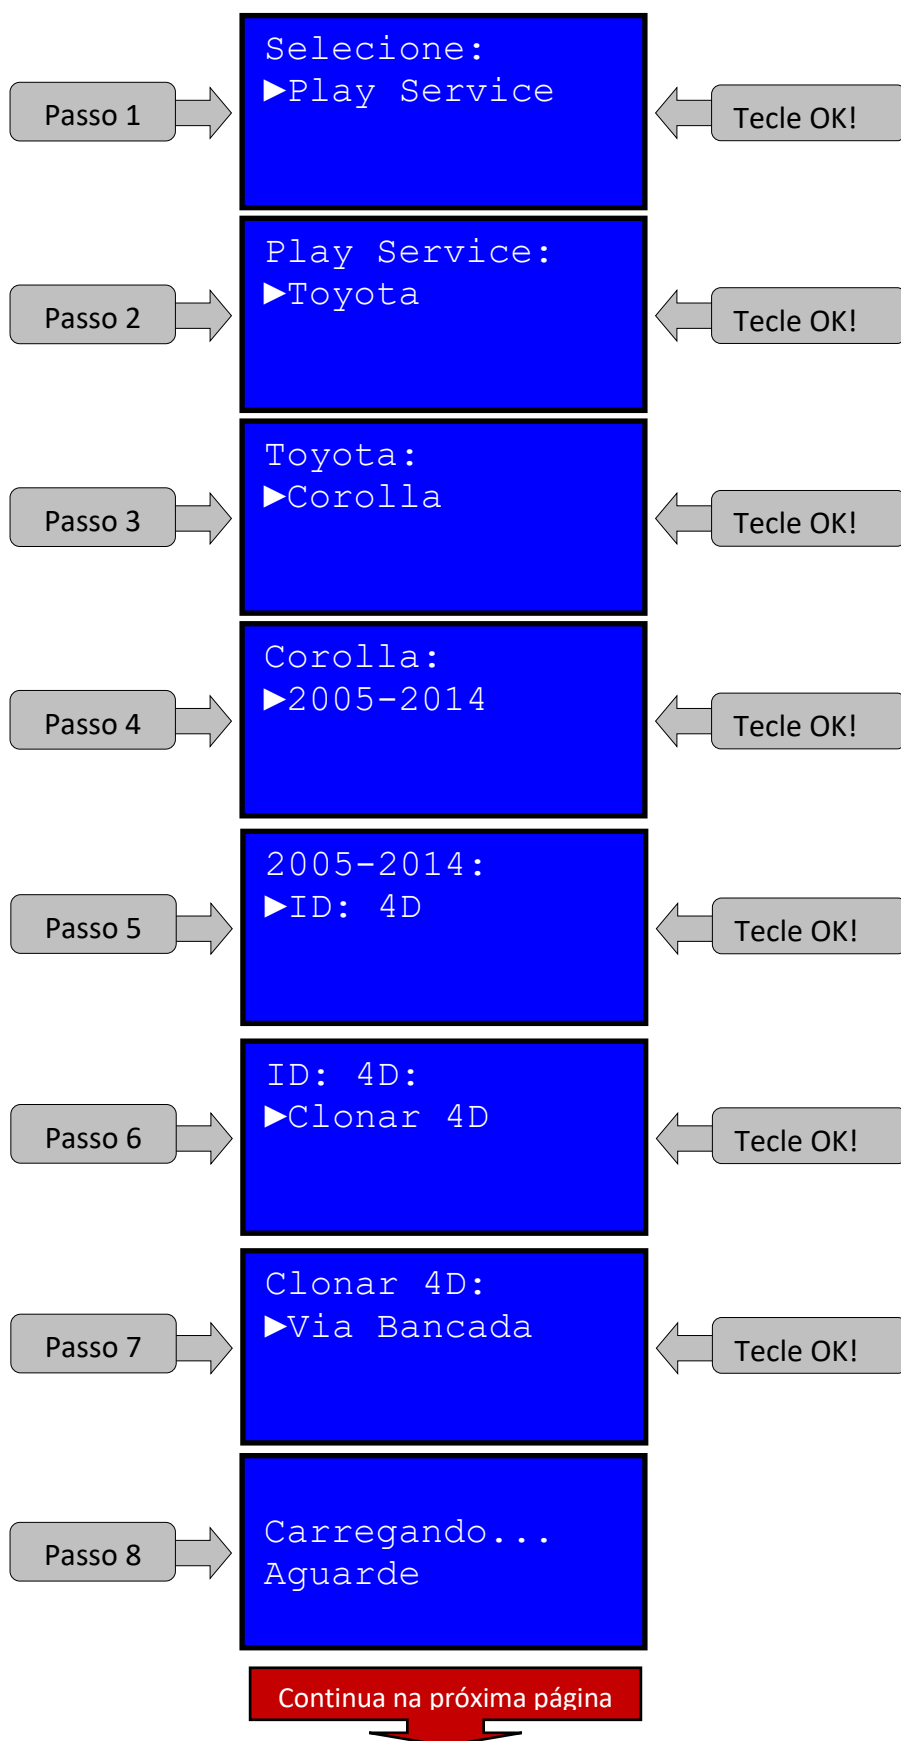 Selecione:
►Play Service
Passo 1
Tecle OK!
Play Service:
►Toyota
Passo 2
Tecle OK!
Toyota:
►Corolla
Passo 3
Tecle OK!
Corolla:
►2005-2014
Passo 4
Tecle OK!
2005-2014:
►ID: 4D
Passo 5
Tecle OK!
ID: 4D:
►Clonar 4D
Passo 6
Tecle OK!
Clonar 4D:
►Via Bancada
Passo 7
Tecle OK!
Carregando...
Aguarde
Passo 8
Continua na próxima página